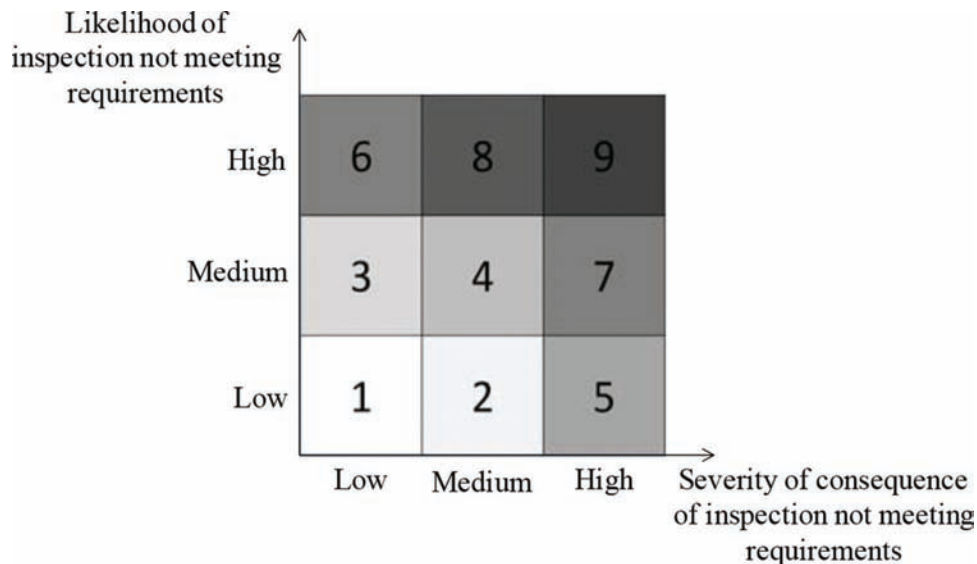 Likelihood of
inspection not meeting
requirements
High
6 8 9
Medium
3 4 7
Low
1 2 5
Low Medium High
Severity of consequence
of inspection not meeting
requirements